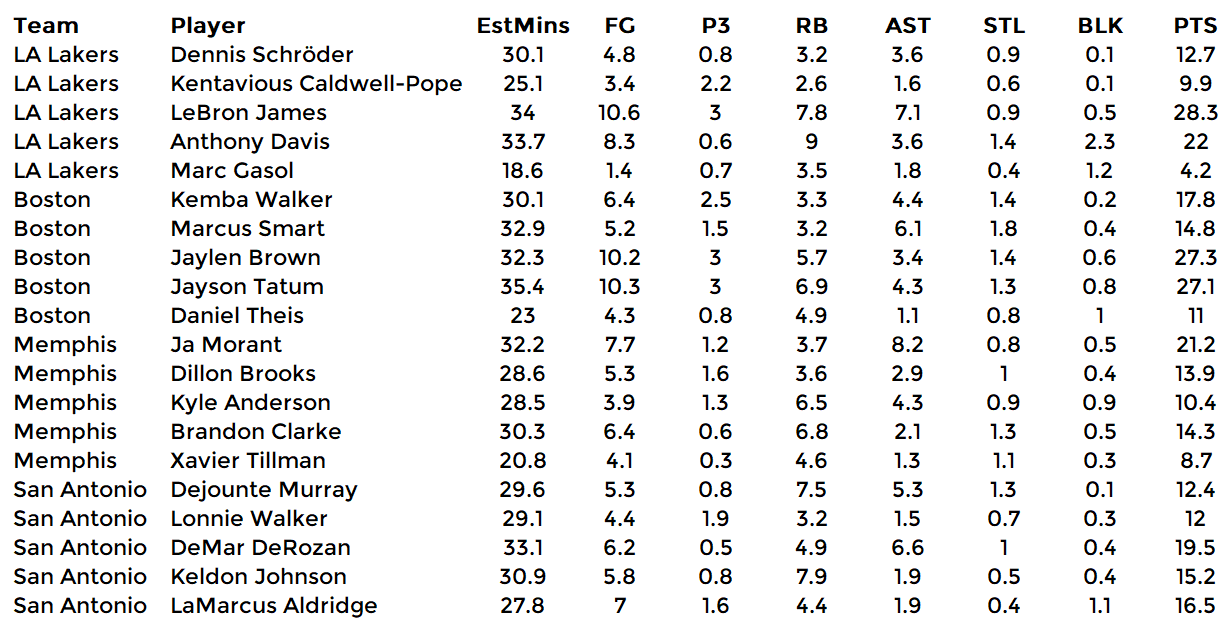 Team Player EstMins FG P3 RB AST STL BLK PTS
LA Lakers Dennis Schröder 30.1 4.8 0.8 3.2 3.6 0.9 0.1 12.7
LA Lakers Kentavious Caldwell-Pope 25.1 3.4 2.2 2.6 1.6 0.6 0.1 9.9
LA Lakers LeBron James 34 10.6 3 7.8 7.1 0.9 0.5 28.3
LA Lakers Anthony Davis 33.7 8.3 0.6 9 3.6 1.4 2.3 22
LA Lakers Marc Gasol 18.6 1.4 0.7 3.5 1.8 0.4 1.2 4.2
Boston Kemba Walker 30.1 6.4 2.5 3.3 4.4 1.4 0.2 17.8
Boston Marcus Smart 32.9 5.2 1.5 3.2 6.1 1.8 0.4 14.8
Boston Jaylen Brown 32.3 10.2 3 5.7 3.4 1.4 0.6 27.3
Boston Jayson Tatum 35.4 10.3 3 6.9 4.3 1.3 0.8 27.1
Boston Daniel Theis 23 4.3 0.8 4.9 1.1 0.8 1 11
Memphis Ja Morant 32.2 7.7 1.2 3.7 8.2 0.8 0.5 21.2
Memphis Dillon Brooks 28.6 5.3 1.6 3.6 2.9 1 0.4 13.9
Memphis Kyle Anderson 28.5 3.9 1.3 6.5 4.3 0.9 0.9 10.4
Memphis Brandon Clarke 30.3 6.4 0.6 6.8 2.1 1.3 0.5 14.3
Memphis Xavier Tillman 20.8 4.1 0.3 4.6 1.3 1.1 0.3 8.7
San Antonio Dejounte Murray 29.6 5.3 0.8 7.5 5.3 1.3 0.1 12.4
San Antonio Lonnie Walker 29.1 4.4 1.9 3.2 1.5 0.7 0.3 12
San Antonio DeMar DeRozan 33.1 6.2 0.5 4.9 6.6 1 0.4 19.5
San Antonio Keldon Johnson 30.9 5.8 0.8 7.9 1.9 0.5 0.4 15.2
San Antonio LaMarcus Aldridge 27.8 7 1.6 4.4 1.9 0.4 1.1 16.5